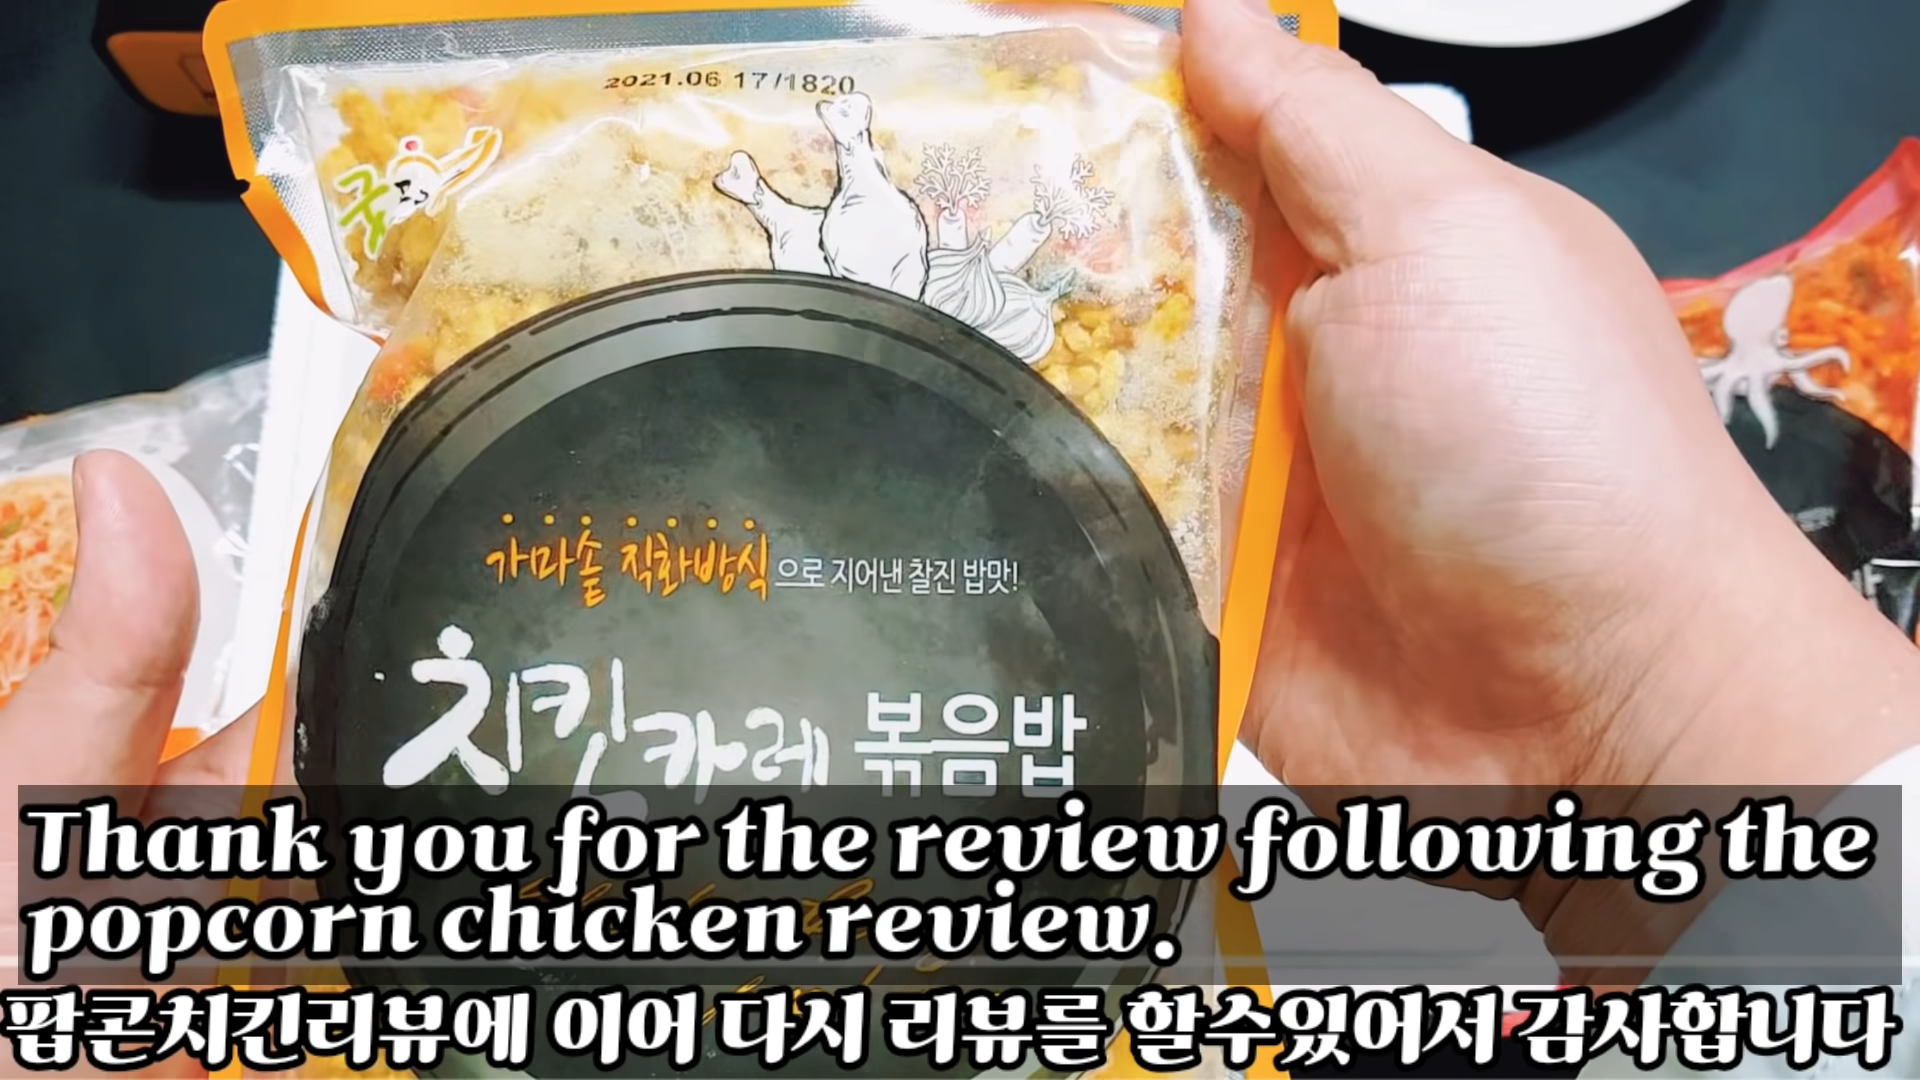 2021.06 17/1820
굽
가마솥 직화방식으로 지어낸 찰진 밥맛!
치킨카레 볶음밥
Thank you for the review following the
popcorn chicken review.
팝콘치킨리뷰에 이어 다시 리뷰를 할수있어서 감사합니다